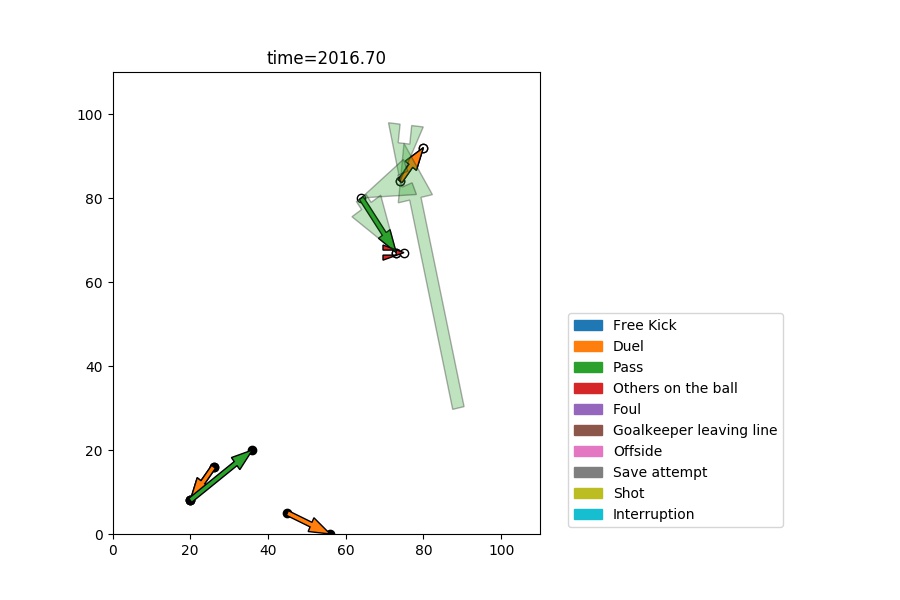 time=2016.70
100
80
60
40
20
0
0 20 40 60 80 100
Free Kick
Duel
Pass
Others on the ball
Foul
Goalkeeper leaving line
Offside
Save attempt
Shot
Interruption